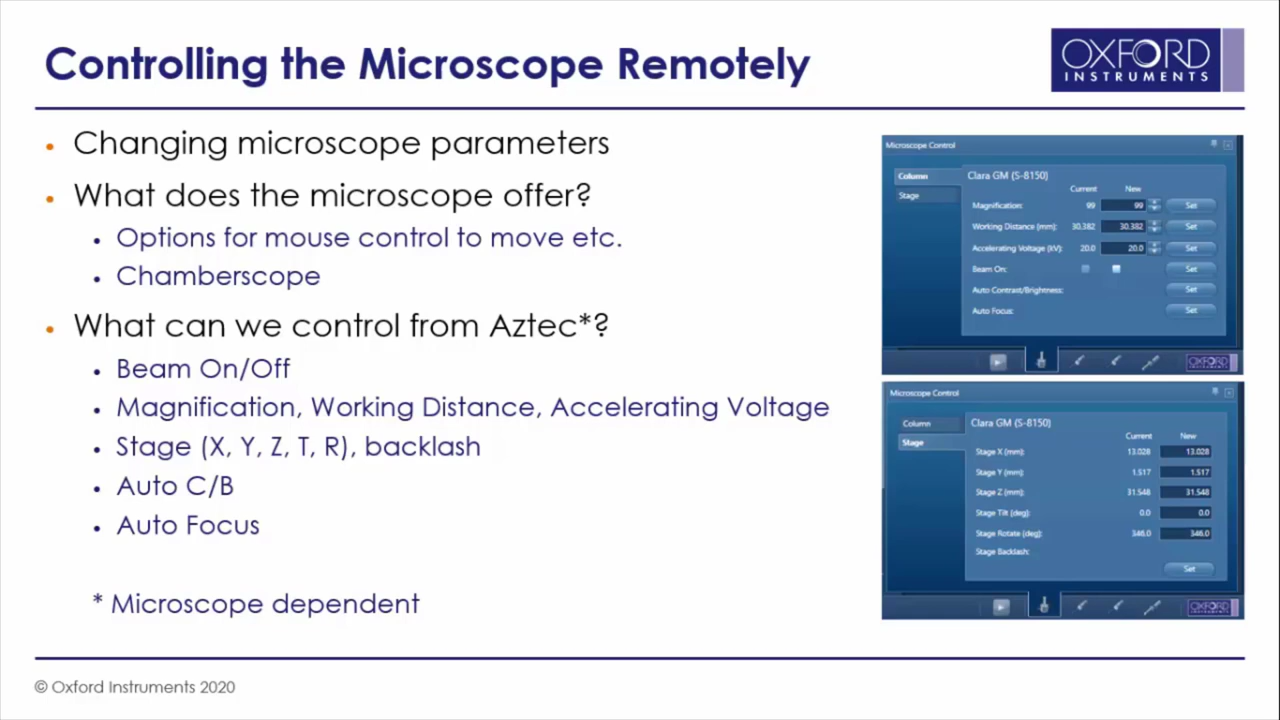 Controlling the Microscope Remotely
OXFORD
INSTRUMENTS
• Changing microscope parameters
• What does the microscope offer?
• Options for mouse control to move etc.
• Chamberscope
• What can we control from Aztec*?
• Beam On/Off
• Magnification, Working Distance, Accelerating Voltage
• Stage (X, Y, Z, T, R), backlash
• Auto C/B
• Auto Focus
* Microscope dependent
Microscope Control
Column
Stage
Clara GM (S-8150)
Current New
Magnification: 99 99 Set
Working Distance (mm): 30.382 30.382 Set
Accelerating Voltage (kV): 20.0 20.0 Set
Beam On: Set
Auto Contrast/Brightness: Set
Auto Focus: Set
OXFORD
Microscope Control
Column
Stage
Clara GM (S-8150)
Current New
Stage X (mm): 13.028 13.028
Stage Y (mm): 1.517 1.517
Stage Z (mm): 31.548 31.548
Stage Tilt (deg): 0.0 0.0
Stage Rotate (deg): 346.0 346.0
Stage Backlash:
Set
OXFORD
© Oxford Instruments 2020